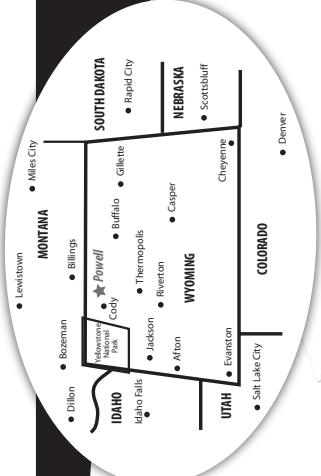 Lewistown
Miles City
MONTANA
SOUTH DAKOTA
Rapid City
Bozeman
Billings
Dillon
Powell
Cody
Yellowstone
National
Park
Buffalo
Gillette
NEBRASKA
Scottsbluff
Thermopolis
IDAHO
Idaho Falls
Jackson
Riverton
Casper
WYOMING
Afton
Cheyenne
Evanston
UTAH
Salt Lake City
COLORADO
Denver